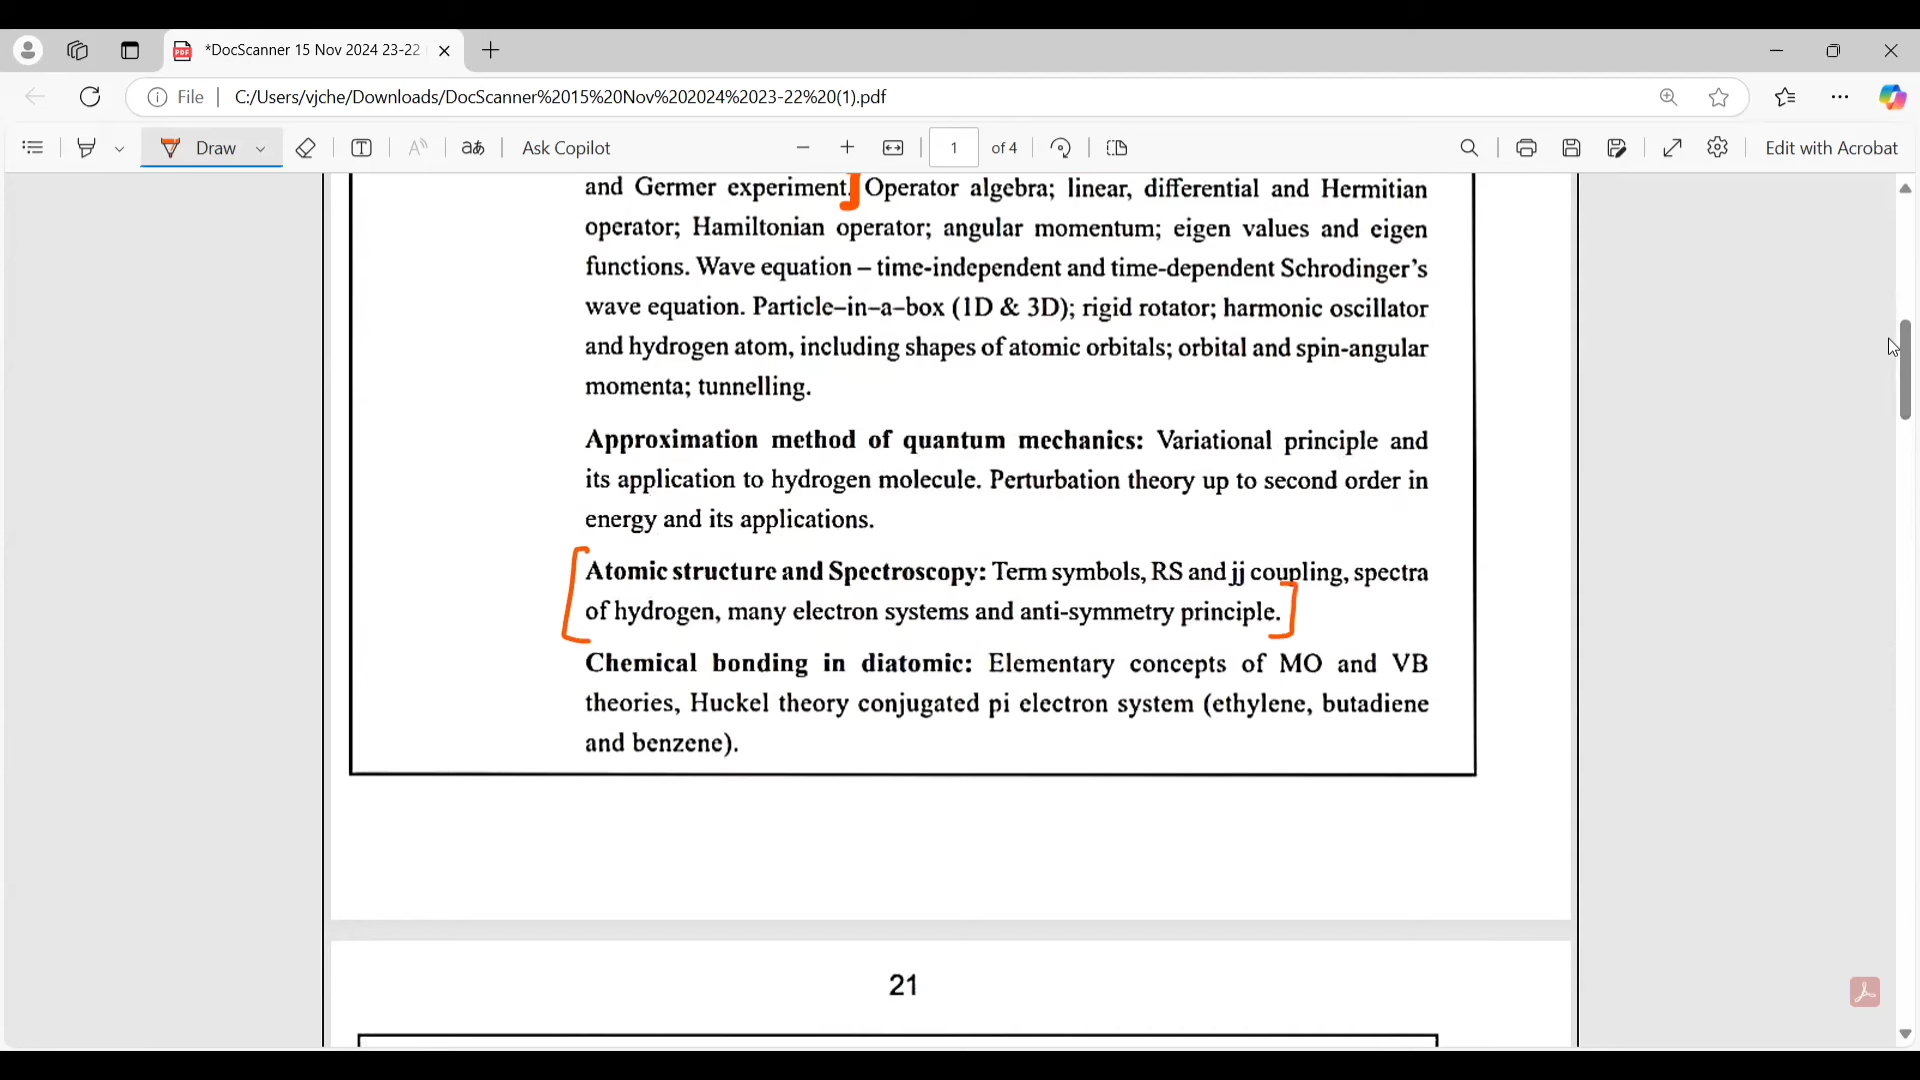 *DocScanner 15 Nov 2024 23-22
File
C:/Users/vjche/Downloads/DocScanner%2015%20Nov%202024%2023-22%20(1).pdf
Draw
Ask Copilot
1
of 4
Edit with Acrobat
and Germer experiment. Operator algebra; linear, differential and Hermitian
operator; Hamiltonian operator; angular momentum; eigen values and eigen
functions. Wave equation – time-independent and time-dependent Schrodinger's
wave equation. Particle–in–a–box (1D & 3D); rigid rotator; harmonic oscillator
and hydrogen atom, including shapes of atomic orbitals; orbital and spin-angular
momenta; tunnelling.
Approximation method of quantum mechanics: Variational principle and
its application to hydrogen molecule. Perturbation theory up to second order in
energy and its applications.
Atomic structure and Spectroscopy: Term symbols, RS and jj coupling, spectra
of hydrogen, many electron systems and anti-symmetry principle.
Chemical bonding in diatomic: Elementary concepts of MO and VB
theories, Huckel theory conjugated pi electron system (ethylene, butadiene
and benzene).
21